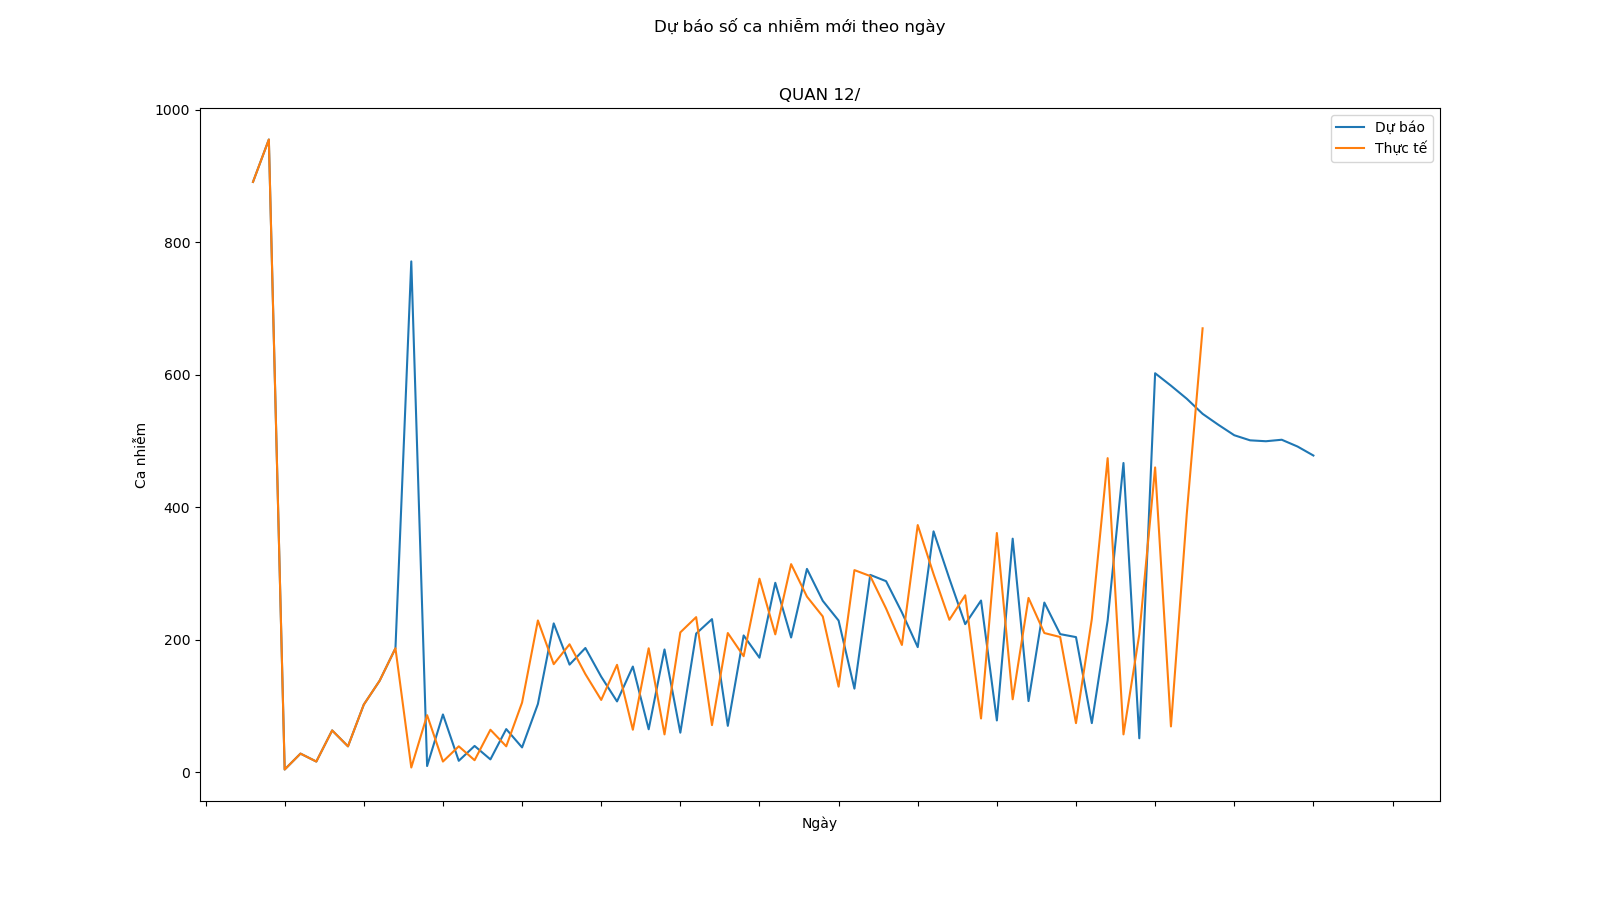 Dự báo số ca nhiễm mới theo ngày
QUAN 12/
1000
800
600
400
200
0
Ca nhiễm
Ngày
Dự báo
Thực tế